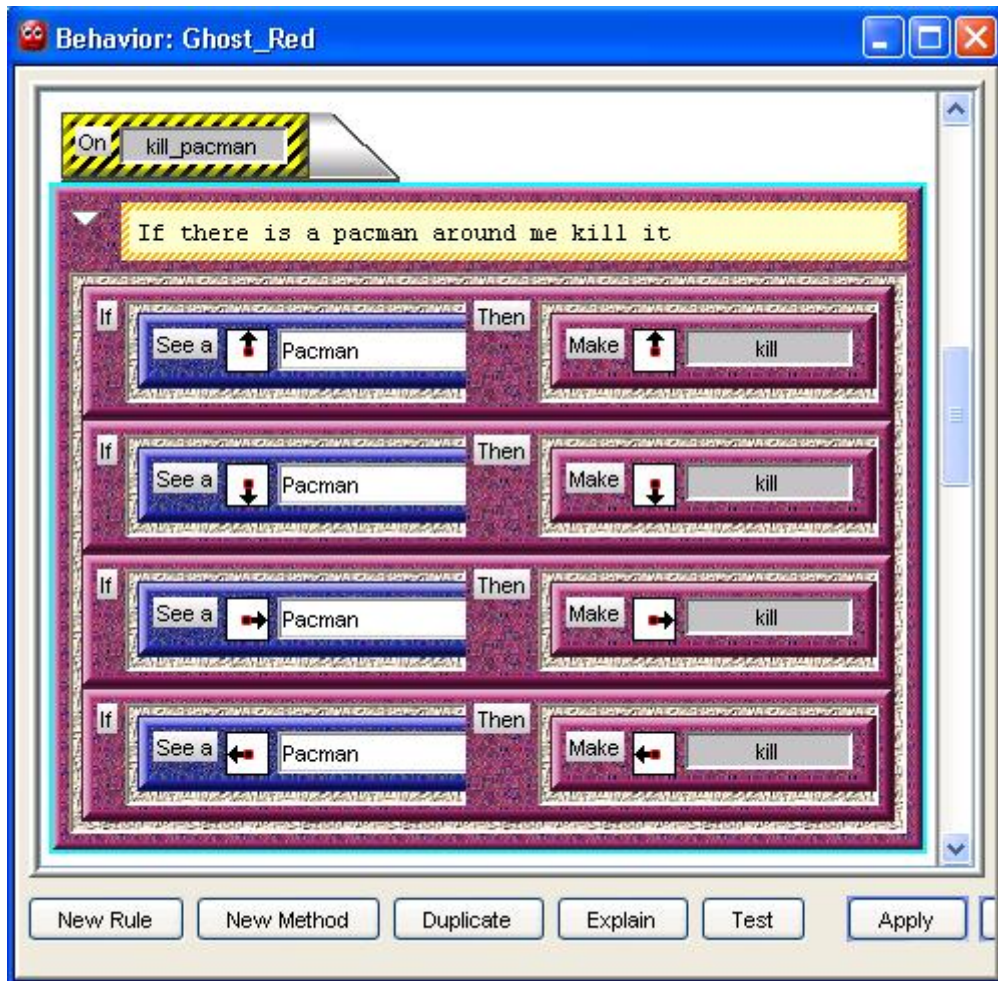 Behavior: Ghost_Red
On kill_pacman
If there is a pacman around me kill it
If See a Pacman Then Make kill
If See a Pacman Then Make kill
If See a Pacman Then Make kill
If See a Pacman Then Make kill
New Rule New Method Duplicate Explain Test Apply